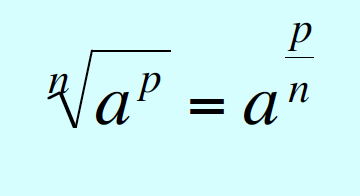 ⁿ√aᵖ = a^(p/n)